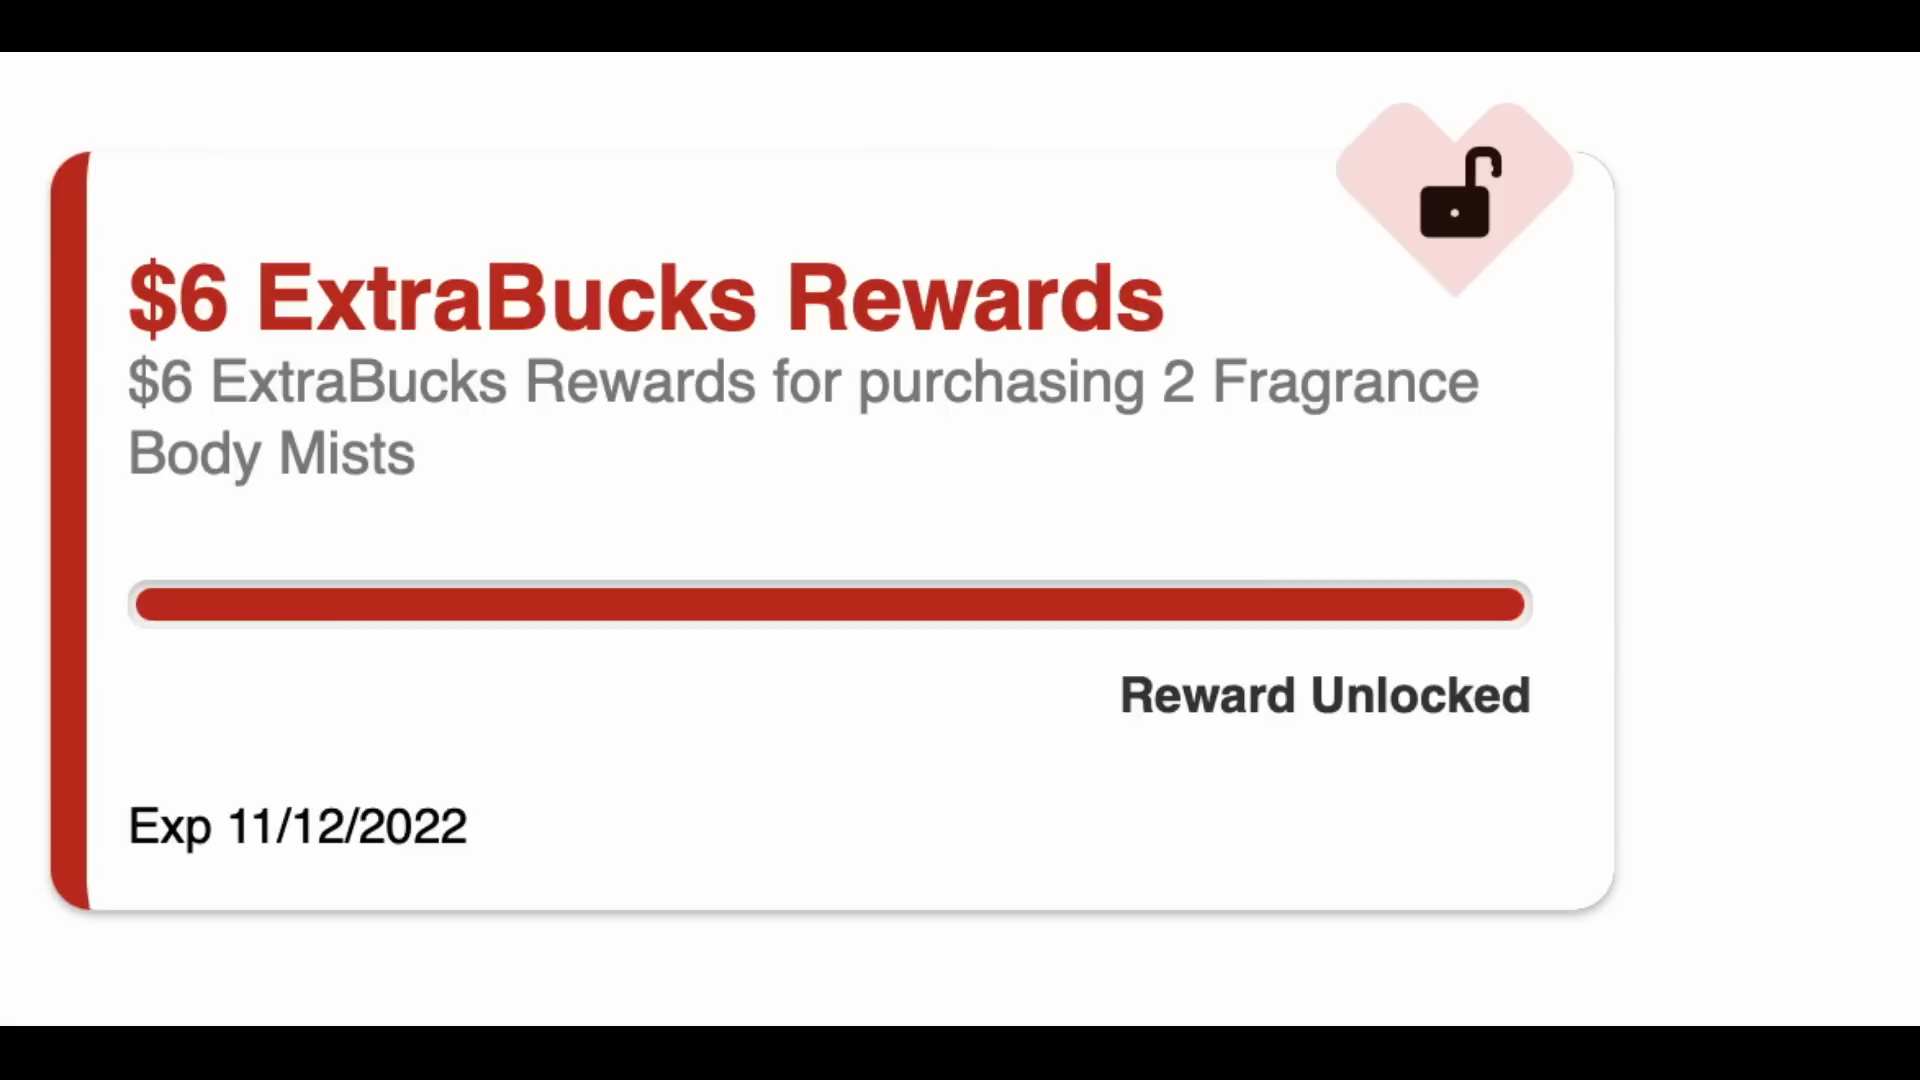 $6 ExtraBucks Rewards
$6 ExtraBucks Rewards for purchasing 2 Fragrance
Body Mists
Reward Unlocked
Exp 11/12/2022